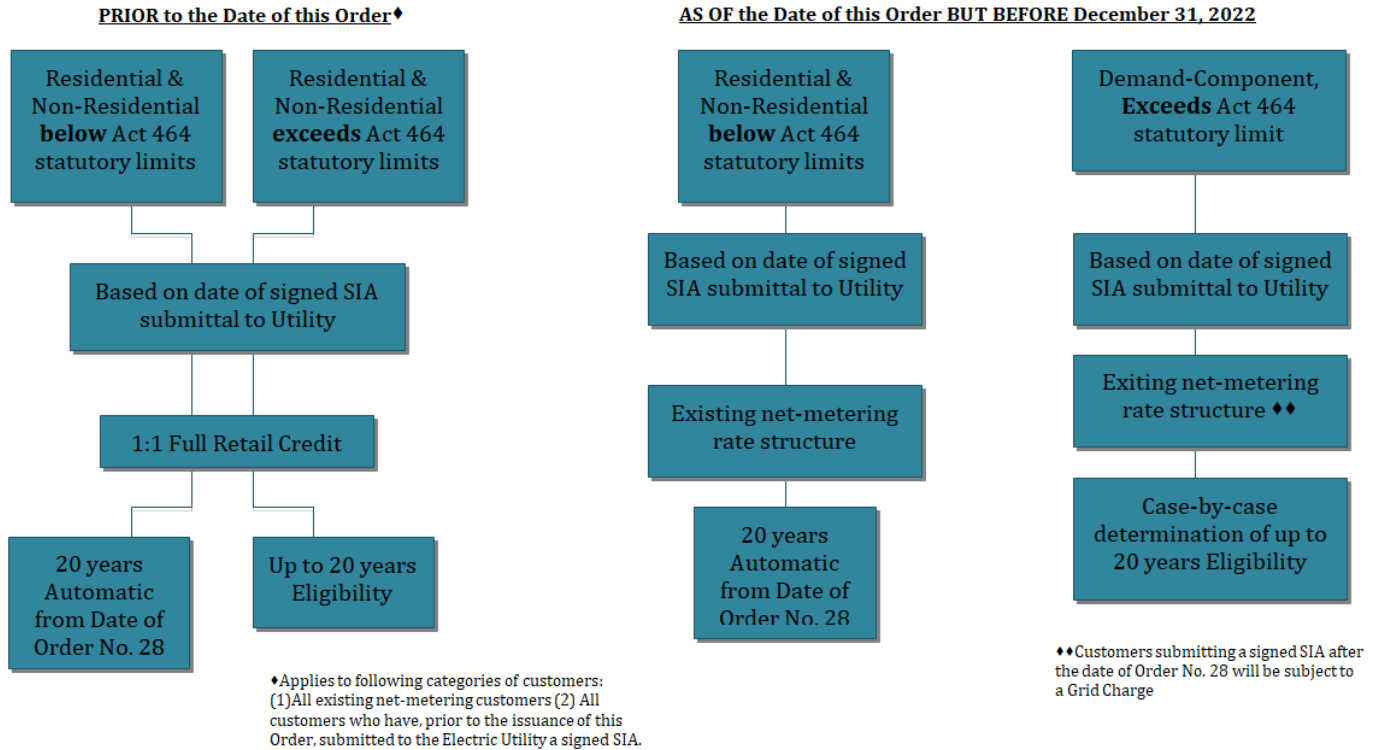 PRIOR to the Date of this Order♦
Residential &
Non-Residential
below Act 464
statutory limits
Residential &
Non-Residential
exceeds Act 464
statutory limits
Based on date of signed SIA
submittal to Utility
1:1 Full Retail Credit
20 years
Automatic
from Date of
Order No. 28
Up to 20 years
Eligibility
♦Applies to following categories of customers:
(1)All existing net-metering customers (2) All
customers who have, prior to the issuance of this
Order, submitted to the Electric Utility a signed SIA.
AS OF the Date of this Order BUT BEFORE December 31, 2022
Residential &
Non-Residential
below Act 464
statutory limits
Based on date of signed
SIA submittal to Utility
Existing net-metering
rate structure
20 years
Automatic
from Date of
Order No. 28
Demand-Component,
Exceeds Act 464
statutory limit
Based on date of signed
SIA submittal to Utility
Exiting net-metering
rate structure ♦♦
Case-by-case
determination of up to
20 years Eligibility
♦♦Customers submitting a signed SIA after
the date of Order No. 28 will be subject to
a Grid Charge